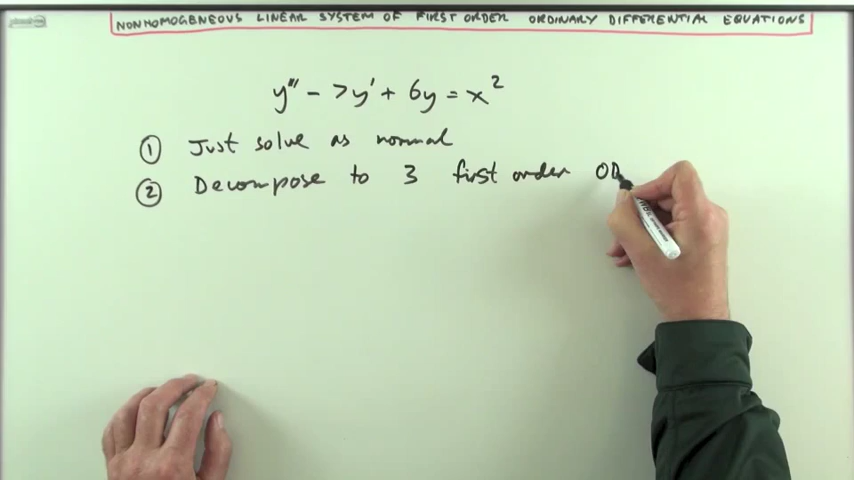 NONHOMOGENEOUS LINEAR SYSTEM OF FIRST ORDER ORDINARY DIFFERENTIAL EQUATIONS
y''' - 7y' + 6y = x²
① Just solve as normal
② Decompose to 3 first order OD